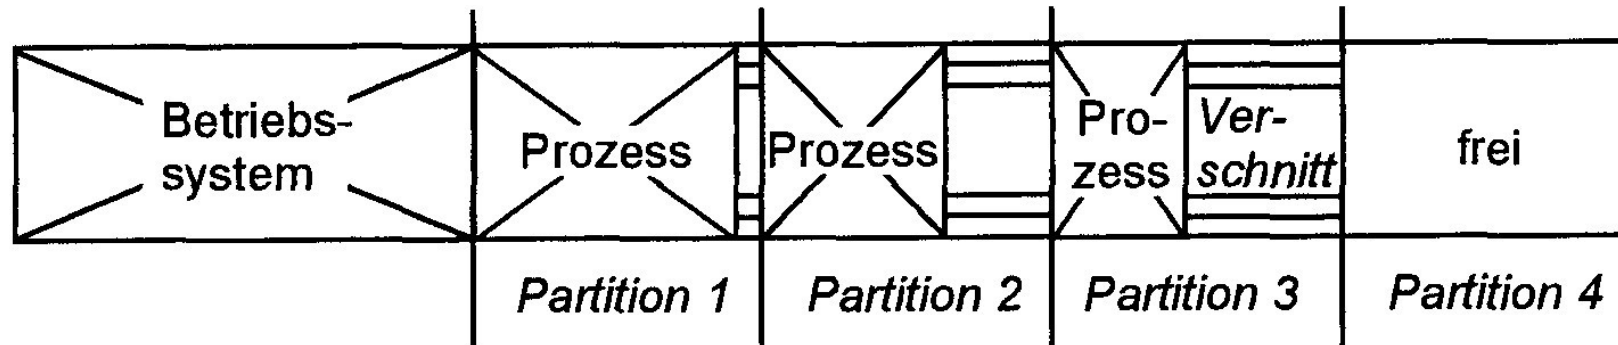 Betriebs-
system
Prozess
Prozess
Pro-
zess
Ver-
schnitt
frei
Partition 1
Partition 2
Partition 3
Partition 4